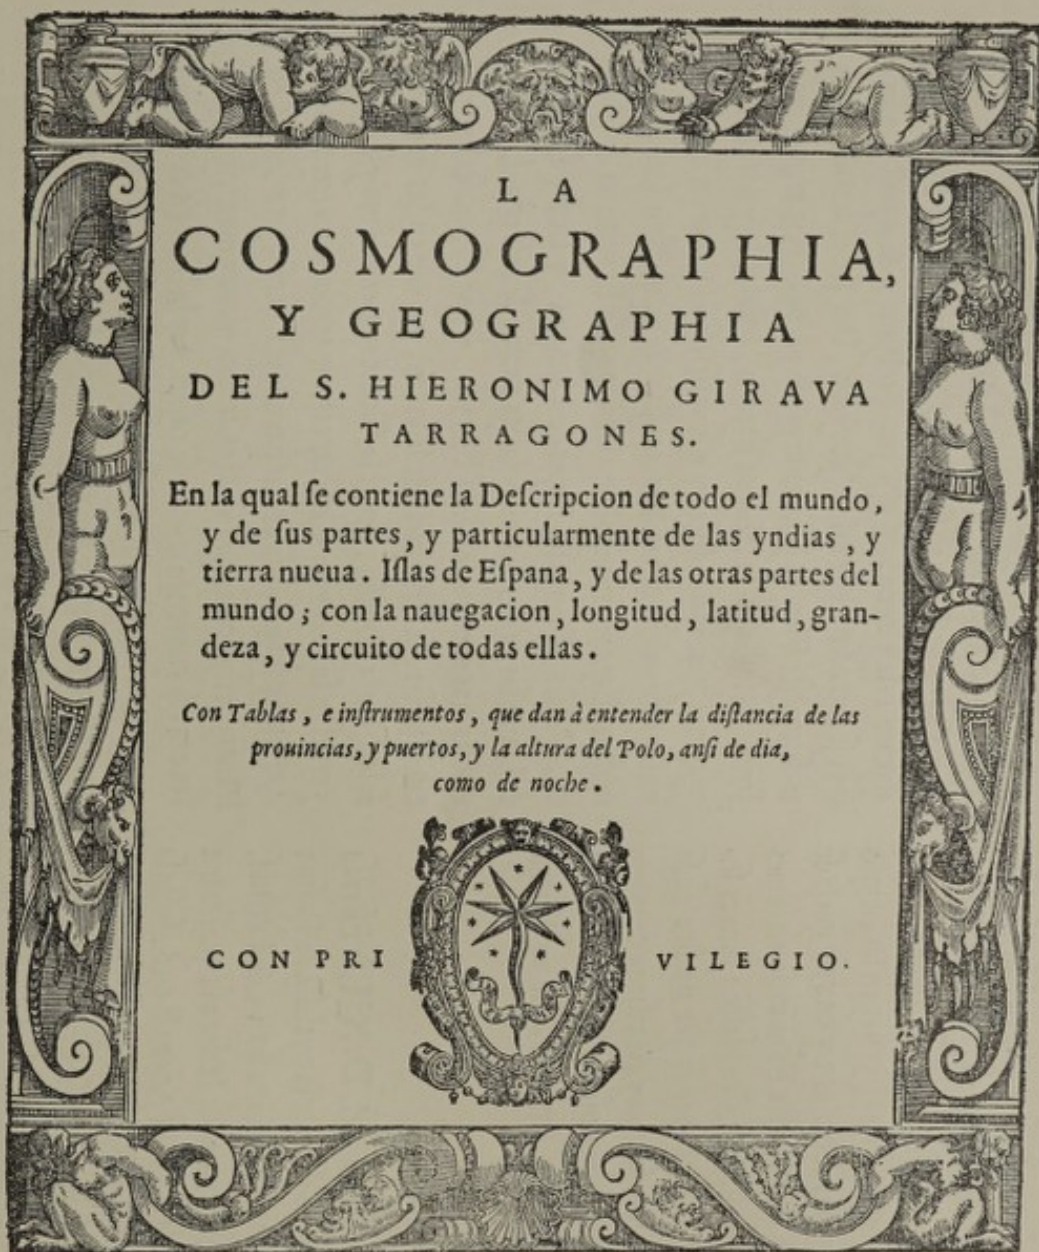 LA
COSMOGRAPHIA,
Y GEOGRAPHIA
DEL S. HIERONIMO GIRAVA
TARRAGONES.
En la qual ſe contiene la Deſcripcion de todo el mundo,
y de ſus partes, y particularmente de las yndias, y
tierra nueua. Iſlas de Eſpana, y de las otras partes del
mundo; con la nauegacion, longitud, latitud, gran-
deza, y circuito de todas ellas.
Con Tablas, e inſtrumentos, que dan à entender la diſtancia de las
prouincias, y puertos, y la altura del Polo, anſi de dia,
como de noche.
CON PRI VILEGIO.